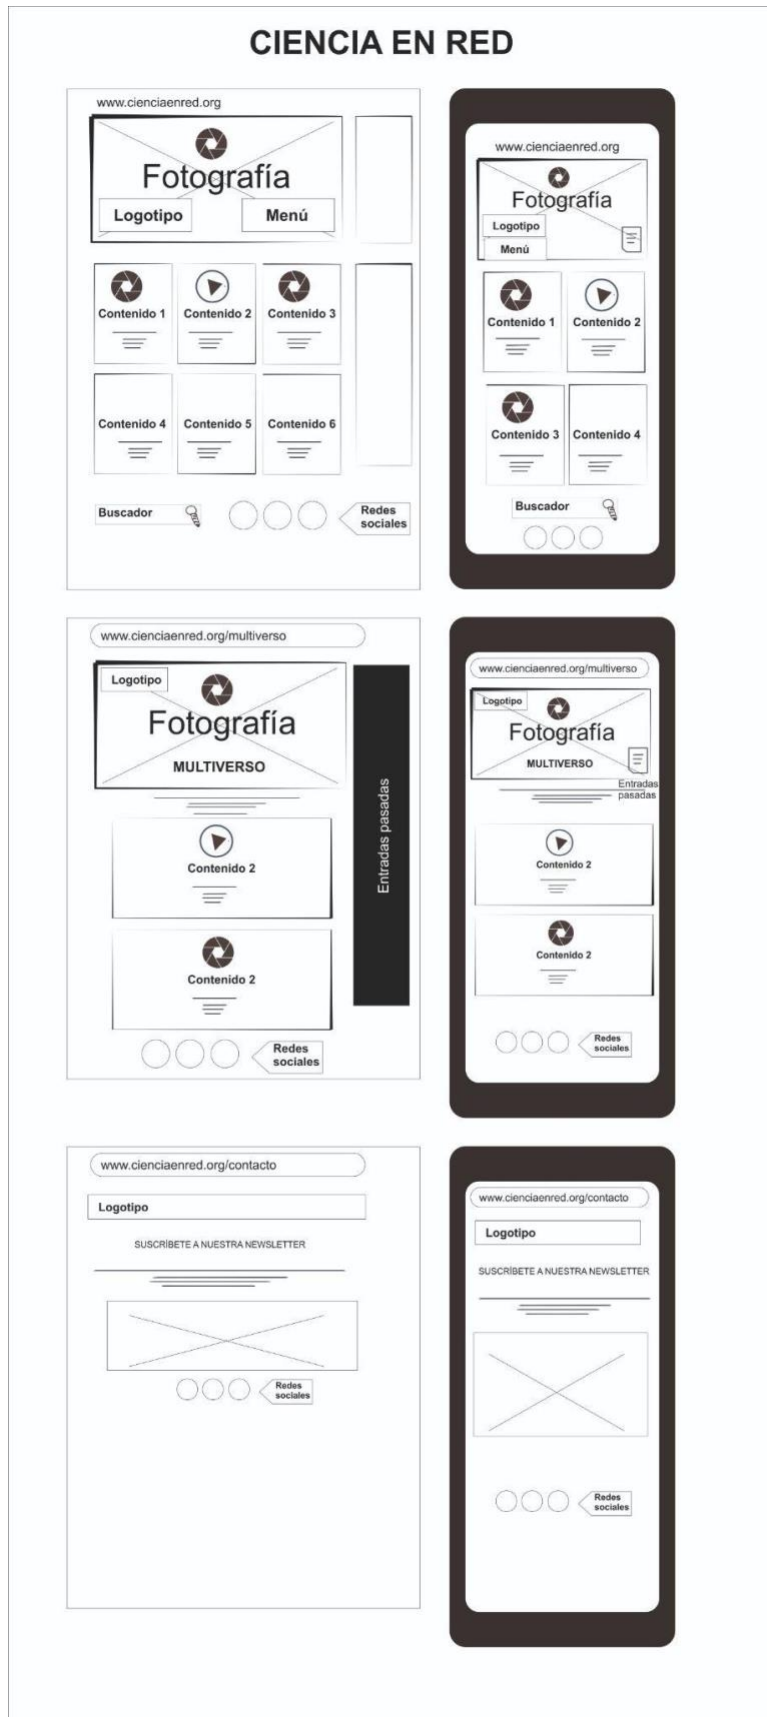 CIENCIA EN RED
www.cienciaenred.org
Fotografía
Logotipo
Menú
Contenido 1
Contenido 2
Contenido 3
Contenido 4
Contenido 5
Contenido 6
Buscador
Redes
sociales
www.cienciaenred.org
Fotografía
Logotipo
Menú
Contenido 1
Contenido 2
Contenido 3
Contenido 4
Buscador
www.cienciaenred.org/multiverso
Logotipo
Fotografía
MULTIVERSO
Entradas pasadas
Contenido 2
Contenido 2
Redes
sociales
www.cienciaenred.org/multiverso
Logotipo
Fotografía
MULTIVERSO
Entradas
pasadas
Contenido 2
Contenido 2
Redes
sociales
www.cienciaenred.org/contacto
Logotipo
SUSCRÍBETE A NUESTRA NEWSLETTER
Redes
sociales
www.cienciaenred.org/contacto
Logotipo
SUSCRÍBETE A NUESTRA NEWSLETTER
Redes
sociales